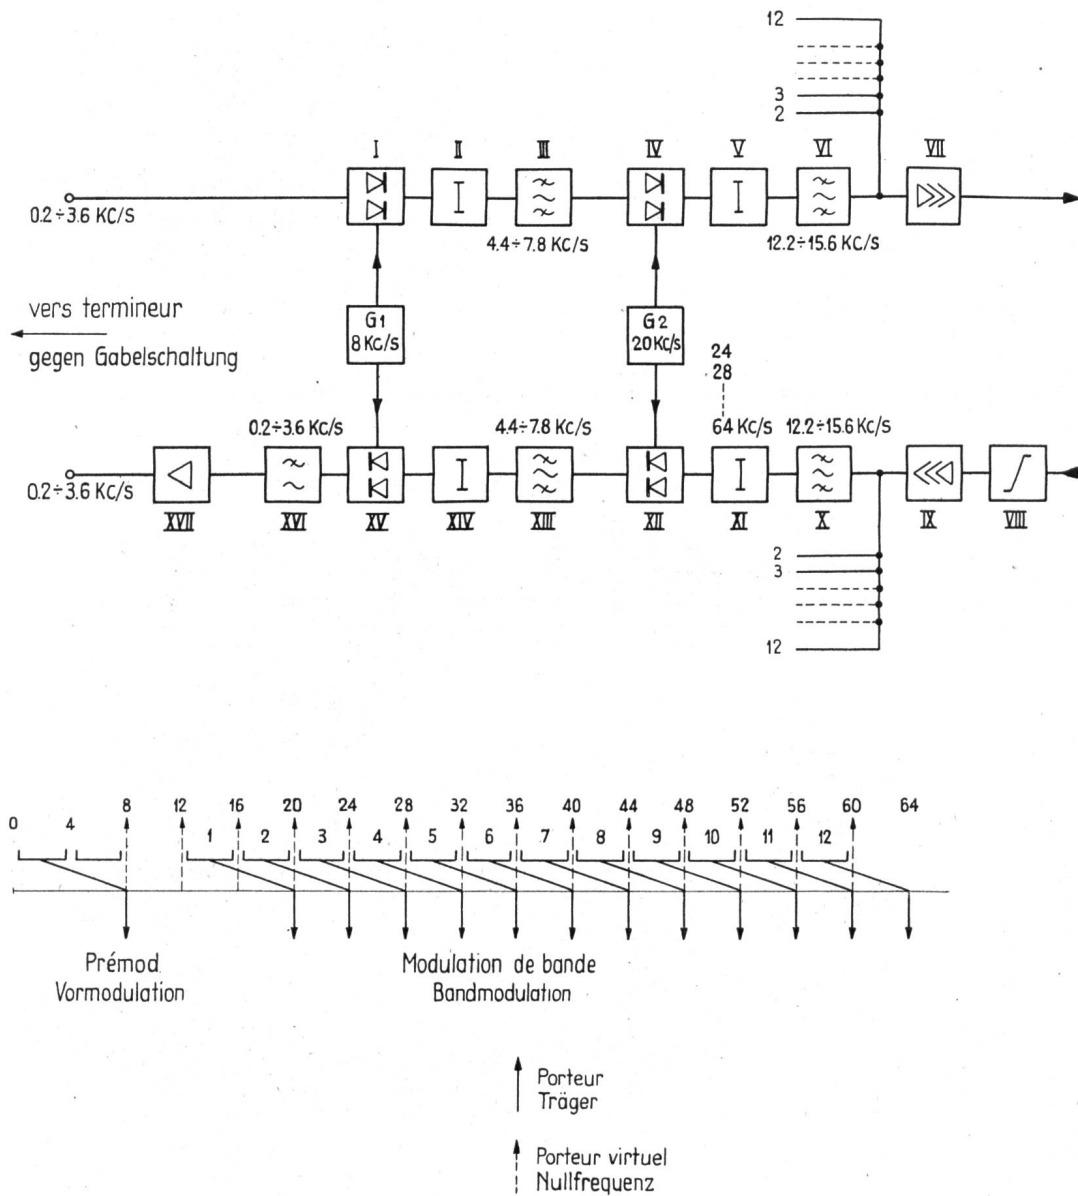 12
3
2
I II III IV V VI VII
0.2÷3.6 KC/S
4.4÷7.8 KC/S
12.2÷15.6 KC/S
vers termineur
gegen Gabelschaltung
G1
8 KC/S
G2
20 KC/S
24
28
64 KC/S
0.2÷3.6 KC/S
4.4÷7.8 KC/S
12.2÷15.6 KC/S
0.2÷3.6 KC/S
XVII XVI XV XIV XIII XII XI X IX VIII
2
3
12
0 4 8 12 16 20 24 28 32 36 40 44 48 52 56 60 64
1 2 3 4 5 6 7 8 9 10 11 12
Prémod.
Vormodulation
Modulation de bande
Bandmodulation
Porteur
Träger
Porteur virtuel
Nullfrequenz